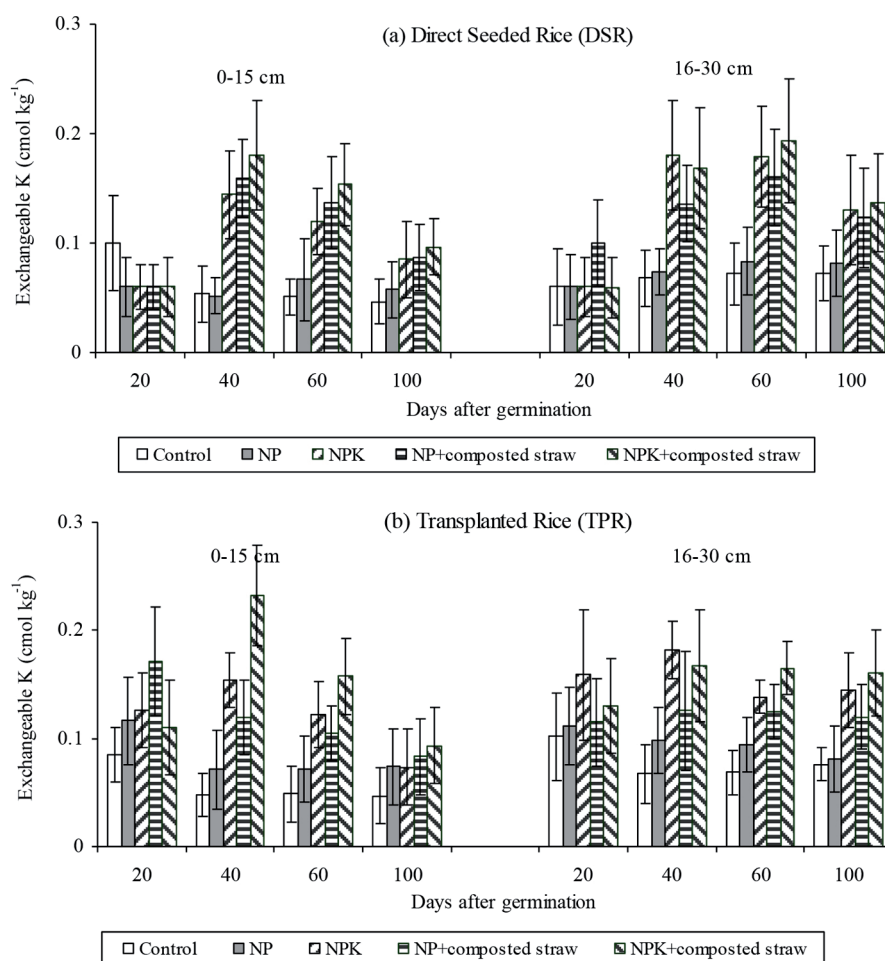 (a) Direct Seeded Rice (DSR)
0-15 cm
16-30 cm
Exchangeable K (cmol kg⁻¹)
0.3
0.2
0.1
0
20 40 60 100 20 40 60 100
Days after germination
Control NP NPK NP+composted straw NPK+composted straw
(b) Transplanted Rice (TPR)
0-15 cm
16-30 cm
Exchangeable K (cmol kg⁻¹)
0.3
0.2
0.1
0
20 40 60 100 20 40 60 100
Days after germination
Control NP NPK NP+composted straw NPK+composted straw